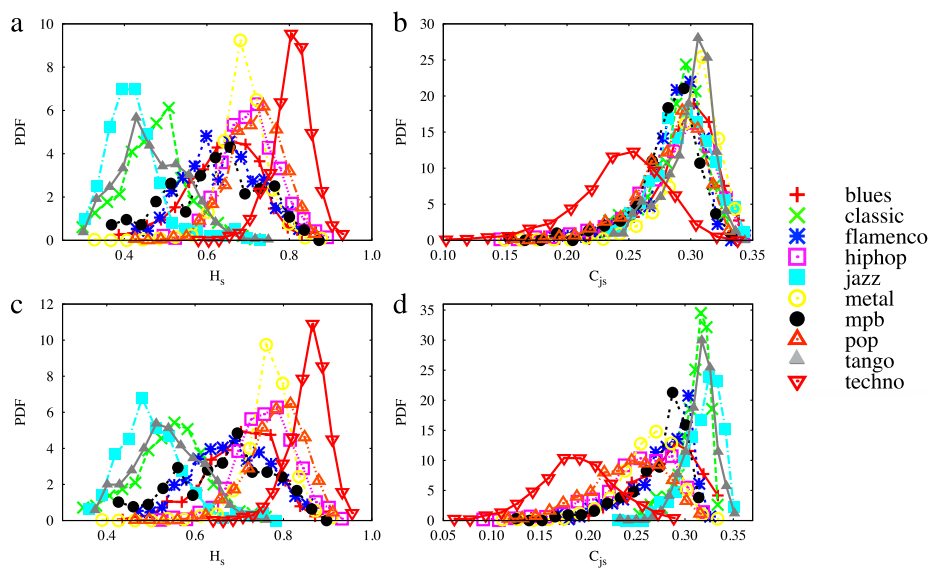 a
b
10
8
6
4
2
0
PDF
0.4
0.6
0.8
1.0
Hs
30
25
20
15
10
5
0
PDF
0.10
0.15
0.20
0.25
0.30
0.35
Cjs
c
d
12
10
8
6
4
2
0
PDF
0.4
0.6
0.8
1.0
Hs
35
30
25
20
15
10
5
0
PDF
0.05
0.10
0.15
0.20
0.25
0.30
0.35
Cjs
blues
classic
flamenco
hiphop
jazz
metal
mpb
pop
tango
techno